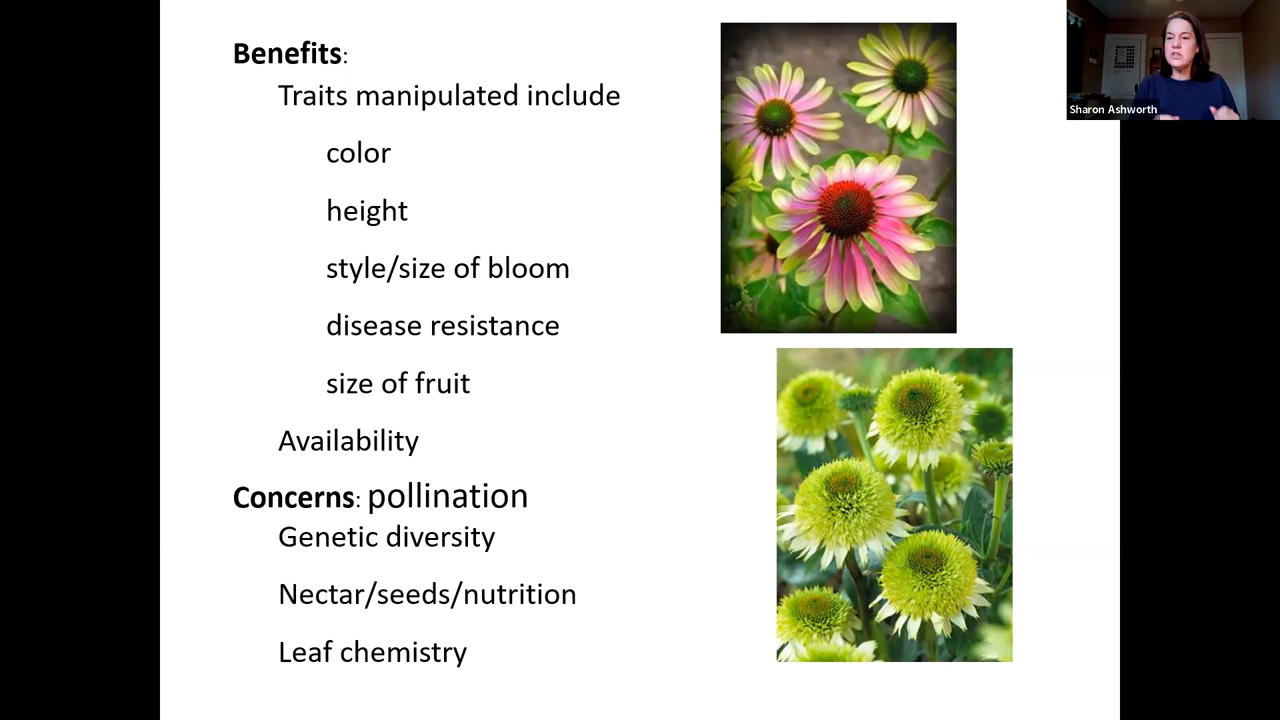 Benefits:
Traits manipulated include
color
height
style/size of bloom
disease resistance
size of fruit
Availability
Concerns: pollination
Genetic diversity
Nectar/seeds/nutrition
Leaf chemistry
Sharon Ashworth